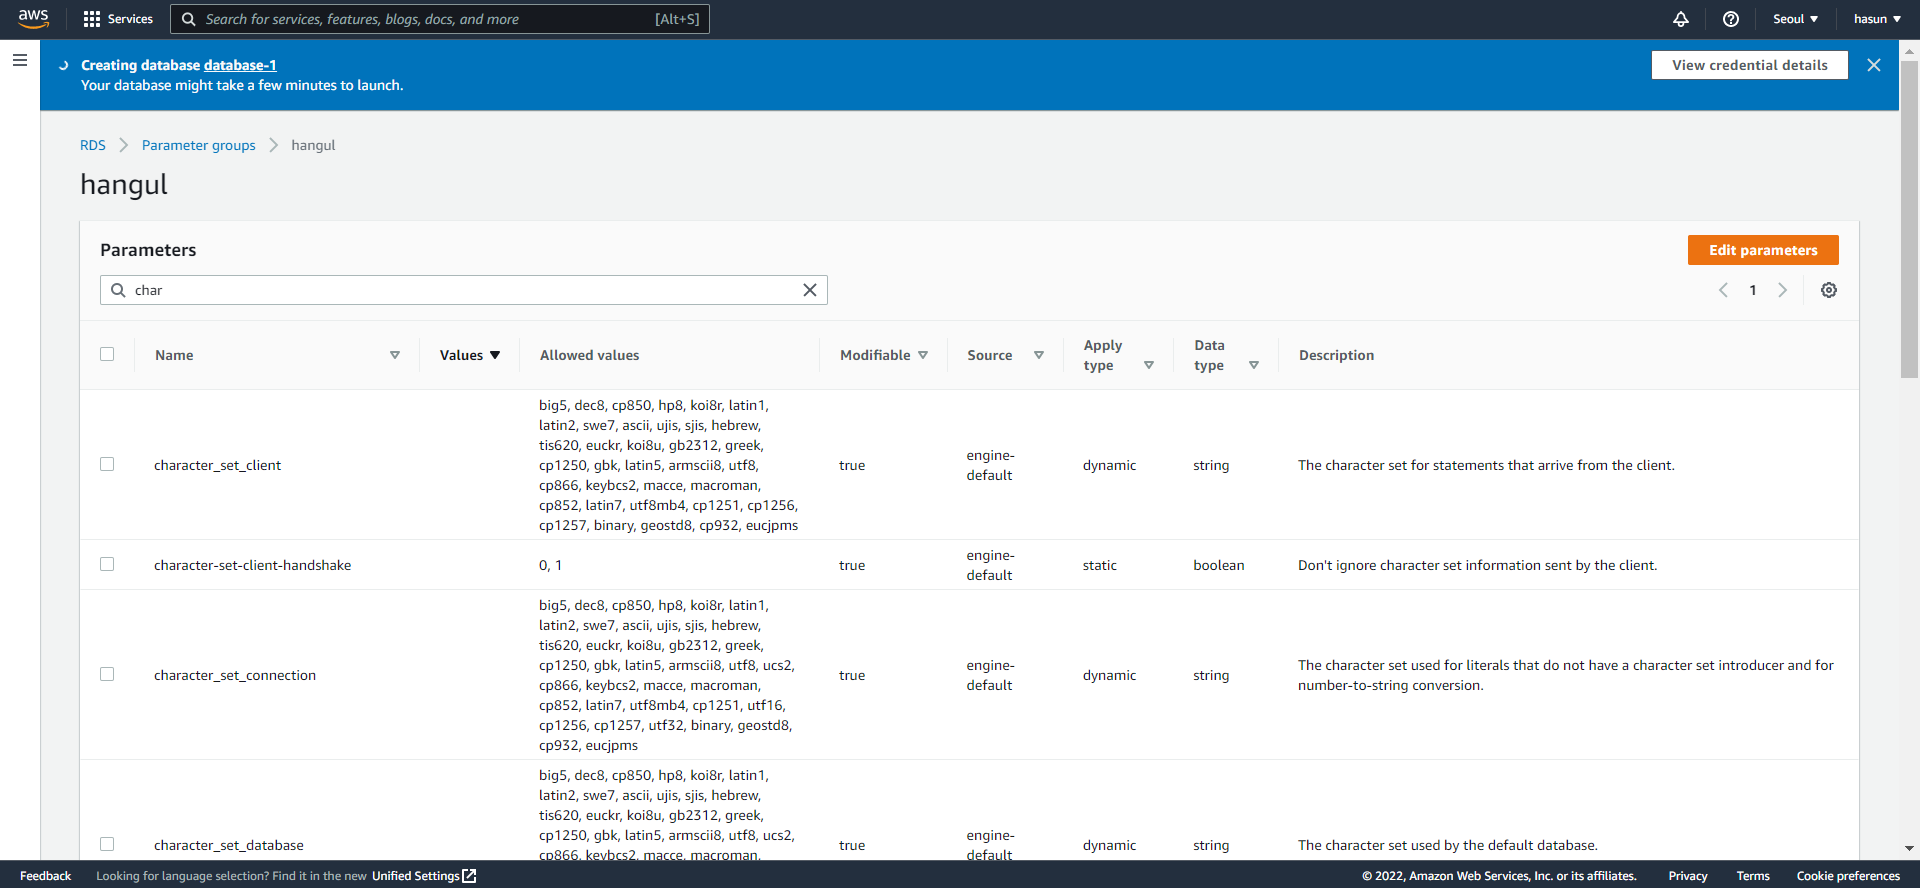 aws
Services
Search for services, features, blogs, docs, and more
[Alt+S]
Seoul
hasun
Creating database database-1
Your database might take a few minutes to launch.
View credential details
RDS
Parameter groups
hangul
hangul
Parameters
Edit parameters
char
1
Name
Values
Allowed values
Modifiable
Source
Apply
type
Data
type
Description
character_set_client
big5, dec8, cp850, hp8, koi8r, latin1,
latin2, swe7, ascii, ujis, sjis, hebrew,
tis620, euckr, koi8u, gb2312, greek,
cp1250, gbk, latin5, armscii8, utf8,
cp866, keybcs2, macce, macroman,
cp852, latin7, utf8mb4, cp1251, cp1256,
cp1257, binary, geostd8, cp932, eucjpms
true
engine-
default
dynamic
string
The character set for statements that arrive from the client.
character-set-client-handshake
0, 1
true
engine-
default
static
boolean
Don't ignore character set information sent by the client.
character_set_connection
big5, dec8, cp850, hp8, koi8r, latin1,
latin2, swe7, ascii, ujis, sjis, hebrew,
tis620, euckr, koi8u, gb2312, greek,
cp1250, gbk, latin5, armscii8, utf8, ucs2,
cp866, keybcs2, macce, macroman,
cp852, latin7, utf8mb4, cp1251, utf16,
cp1256, cp1257, utf32, binary, geostd8,
cp932, eucjpms
true
engine-
default
dynamic
string
The character set used for literals that do not have a character set introducer and for
number-to-string conversion.
character_set_database
big5, dec8, cp850, hp8, koi8r, latin1,
latin2, swe7, ascii, ujis, sjis, hebrew,
tis620, euckr, koi8u, gb2312, greek,
cp1250, gbk, latin5, armscii8, utf8, ucs2,
cp866, keybcs2, macce, macroman,
true
engine-
default
dynamic
string
The character set used by the default database.
Feedback
Looking for language selection? Find it in the new Unified Settings
© 2022, Amazon Web Services, Inc. or its affiliates.
Privacy
Terms
Cookie preferences